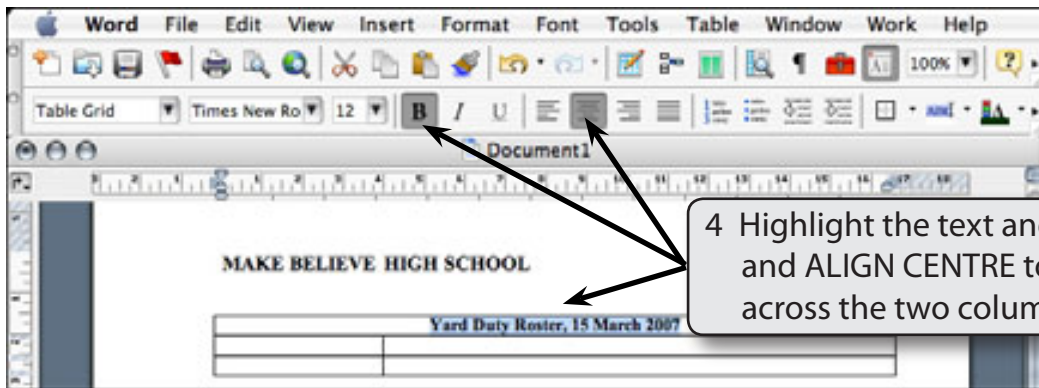 Word File Edit View Insert Format Font Tools Table Window Work Help
100%
Table Grid Times New Ro 12 B I U
Document1
MAKE BELIEVE HIGH SCHOOL
4 Highlight the text
and ALIGN CENTRE
across the two
Yard Duty Roster, 15 March 2007